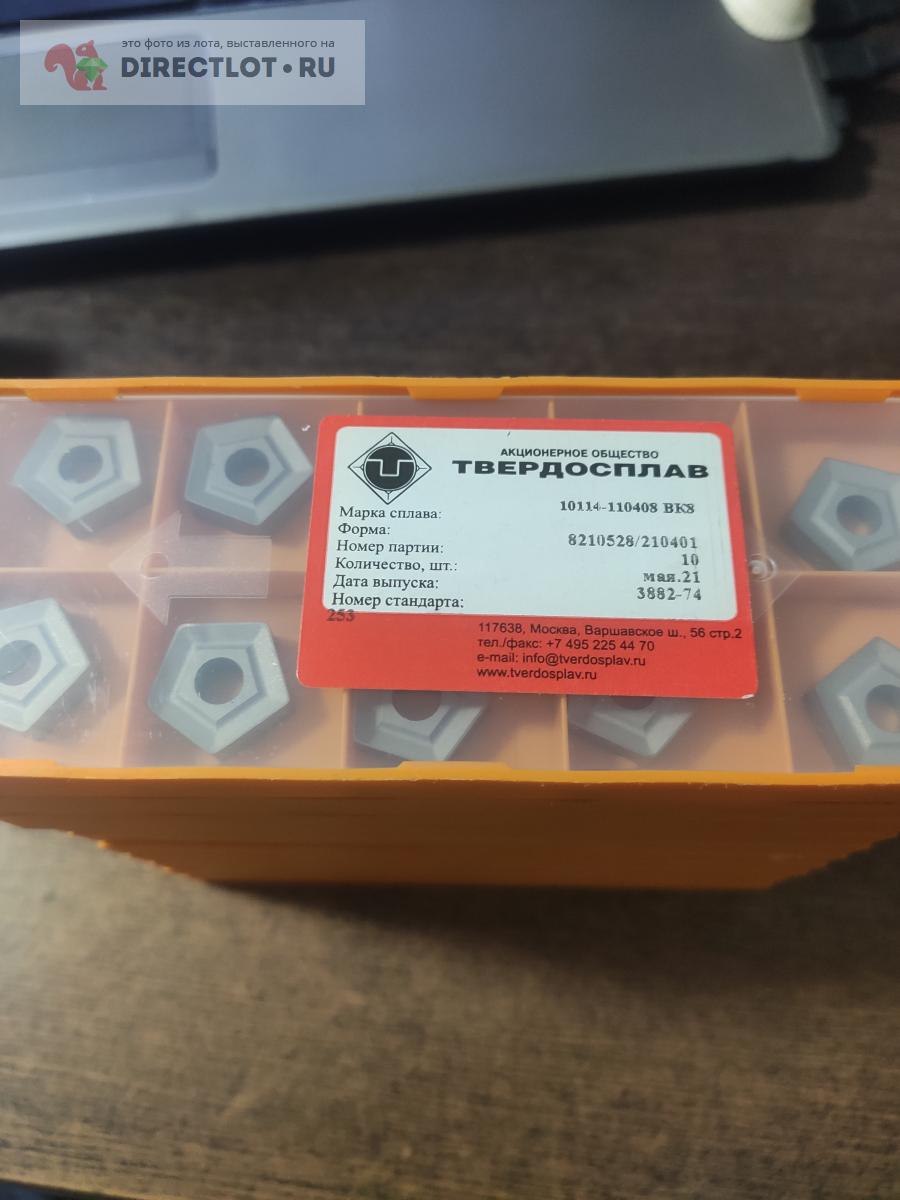 это фото из лота, выставленного на
DIRECTLOT•RU
АКЦИОНЕРНОЕ ОБЩЕСТВО
ТВЕРДОСПЛАВ
Марка сплава: 10114-110408 ВК8
Форма:
Номер партии: 8210528/210401
Количество, шт.: 10
Дата выпуска: мая.21
Номер стандарта: 3882-74
253
117638, Москва, Варшавское ш., 56 стр.2
тел./факс: +7 495 225 44 70
e-mail: info@tverdosplav.ru
www.tverdosplav.ru